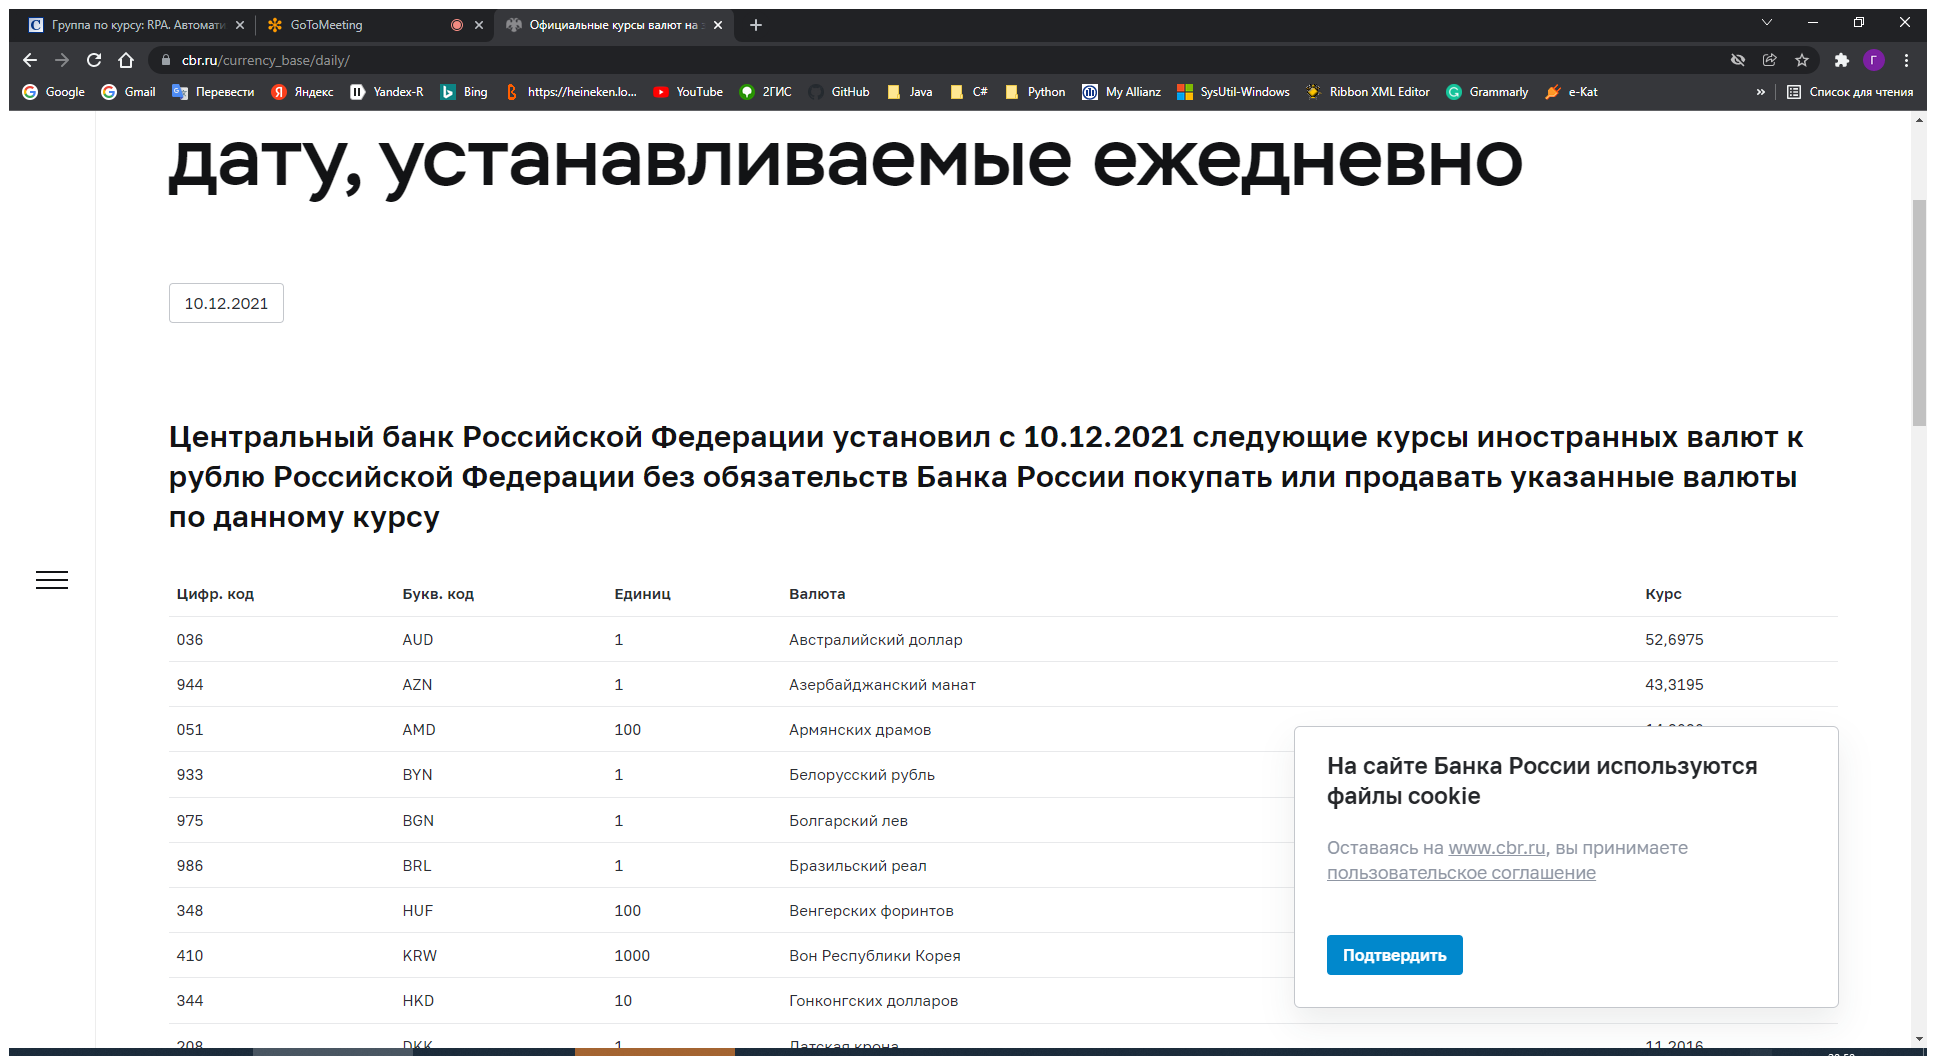 Группа по курсу: RPA. Автомати
GoToMeeting
Официальные курсы валют на з
cbr.ru/currency_base/daily/
Google Gmail Перевести Яндекс Yandex-R Bing https://heineken.lo... YouTube 2ГИС GitHub Java C# Python My Allianz SysUtil-Windows Ribbon XML Editor Grammarly e-Kat » Список для чтения
дату, устанавливаемые ежедневно
10.12.2021
Центральный банк Российской Федерации установил с 10.12.2021 следующие курсы иностранных валют к
рублю Российской Федерации без обязательств Банка России покупать или продавать указанные валюты
по данному курсу
Цифр. код Букв. код Единиц Валюта Курс
036 AUD 1 Австралийский доллар 52,6975
944 AZN 1 Азербайджанский манат 43,3195
051 AMD 100 Армянских драмов
933 BYN 1 Белорусский рубль
975 BGN 1 Болгарский лев
986 BRL 1 Бразильский реал
348 HUF 100 Венгерских форинтов
410 KRW 1000 Вон Республики Корея
344 HKD 10 Гонконгских долларов
208 DKK 1 Датская крона 11,2016
На сайте Банка России используются
файлы cookie
Оставаясь на www.cbr.ru, вы принимаете
пользовательское соглашение
Подтвердить